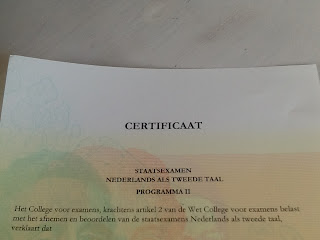 CERTIFICAAT
STAATSEXAMEN
NEDERLANDS ALS TWEEDE TAAL
PROGRAMMA II
Het College voor examens, krachtens artikel 2 van de Wet College voor examens belast
met het afnemen en beoordelen van de staatsexamens Nederlands als tweede taal,
verklaart dat